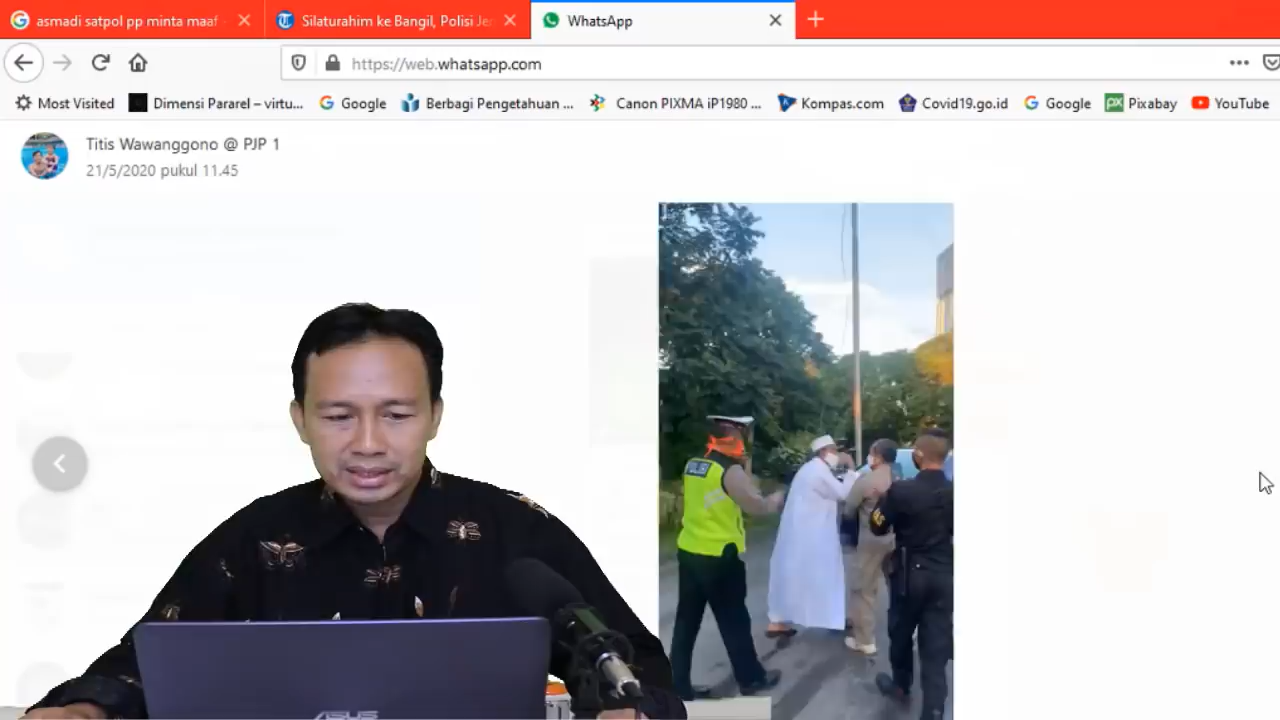 asmadi satpol pp minta maaf -
Silaturahim ke Bangil, Polisi Jer
WhatsApp
https://web.whatsapp.com
Most Visited
Dimensi Pararel – virtu...
Google
Berbagi Pengetahuan ...
Canon PIXMA iP1980 ...
Kompas.com
Covid19.go.id
Google
px Pixabay
YouTube
Titis Wawanggono @ PJP 1
21/5/2020 pukul 11.45
POLISI
ASUS